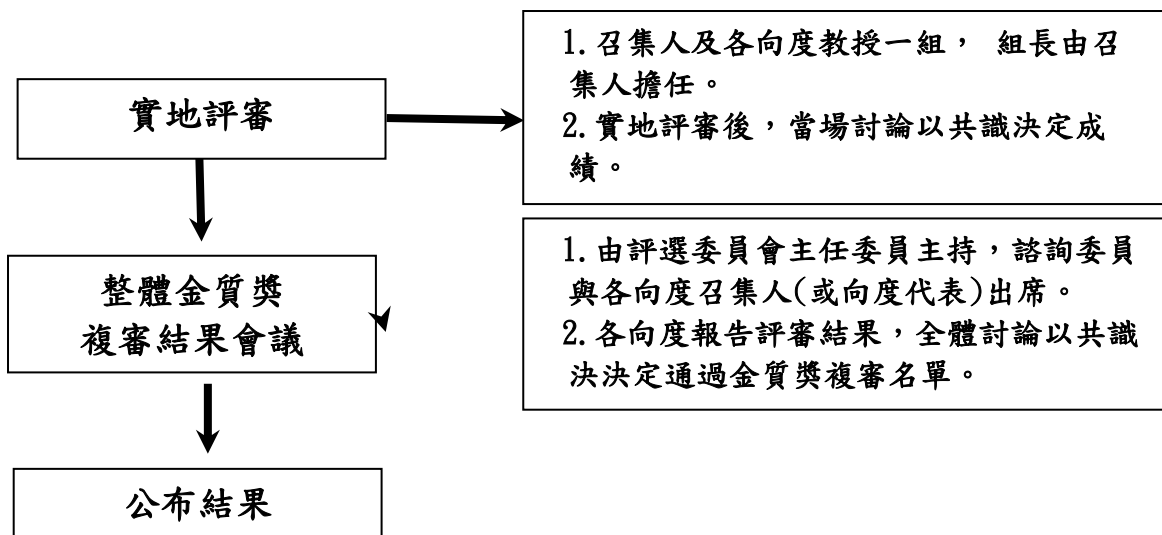 實地評審
1.召集人及各向度教授一組， 組長由召
集人擔任。
2.實地評審後，當場討論以共識決定成
績。
整體金質獎
複審結果會議
1.由評選委員會主任委員主持，諮詢委員
與各向度召集人(或向度代表)出席。
2.各向度報告評審結果，全體討論以共識
決決定通過金質獎複審名單。
公布結果